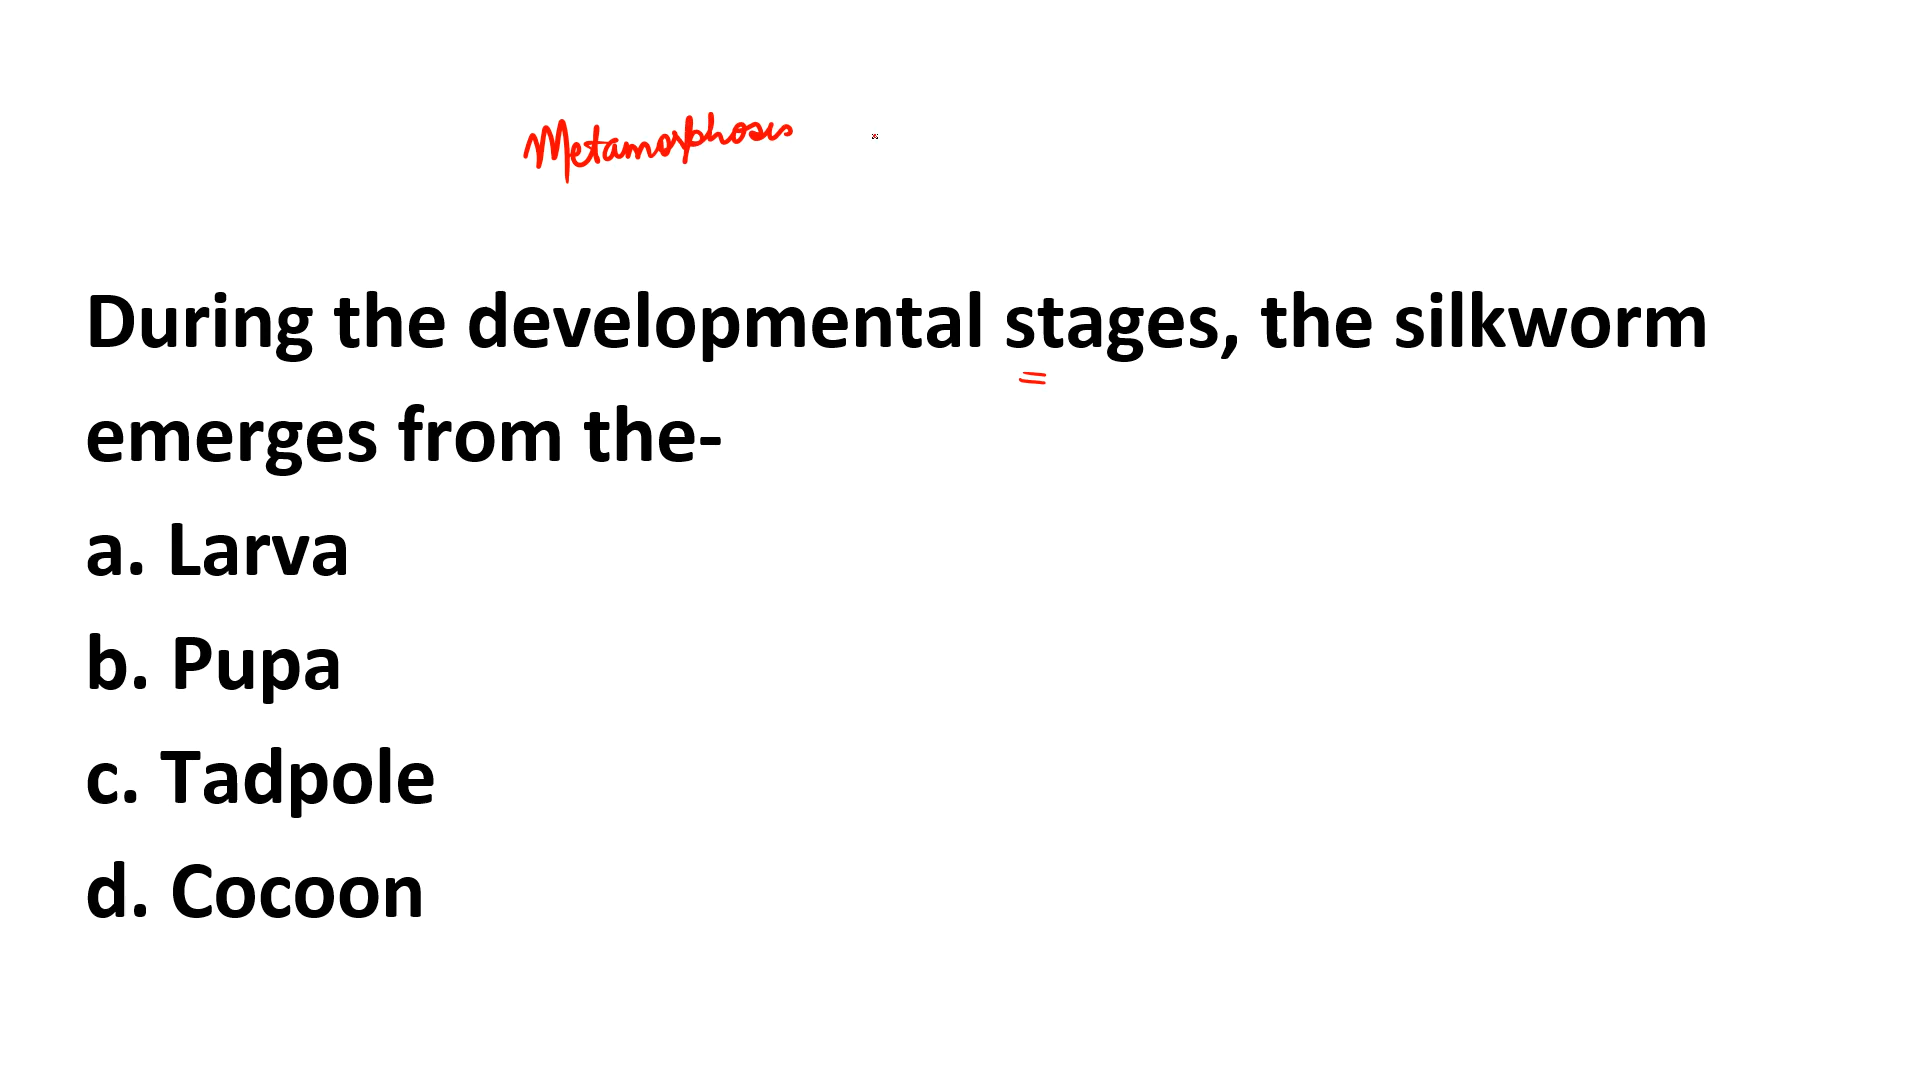 Metamorphosis
During the developmental stages, the silkworm
emerges from the-
a. Larva
b. Pupa
c. Tadpole
d. Cocoon